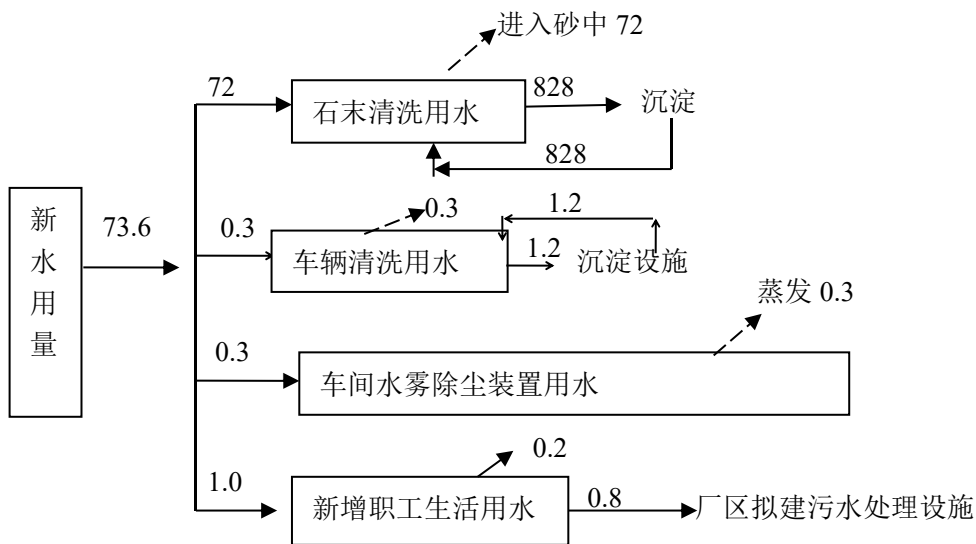 进入砂中 72
72
石末清洗用水
828
沉淀
828
新水用量
73.6
0.3
0.3
1.2
车辆清洗用水
1.2
沉淀设施
蒸发 0.3
0.3
车间水雾除尘装置用水
0.2
1.0
新增职工生活用水
0.8
厂区拟建污水处理设施